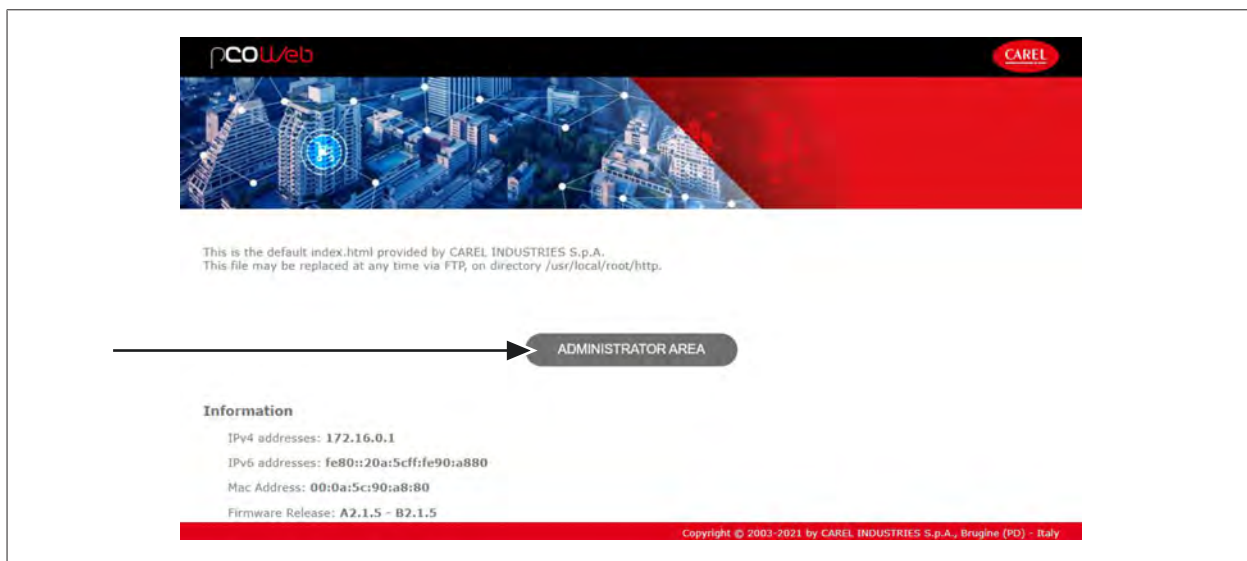 pCOWeb
CAREL
This is the default index.html provided by CAREL INDUSTRIES S.p.A.
This file may be replaced at any time via FTP, on directory /usr/local/root/http.
ADMINISTRATOR AREA
Information
IPv4 addresses: 172.16.0.1
IPv6 addresses: fe80::20a:5cff:fe90:a880
Mac Address: 00:0a:5c:90:a8:80
Firmware Release: A2.1.5 - B2.1.5
Copyright © 2003-2021 by CAREL INDUSTRIES S.p.A., Brugine (PD) - Italy